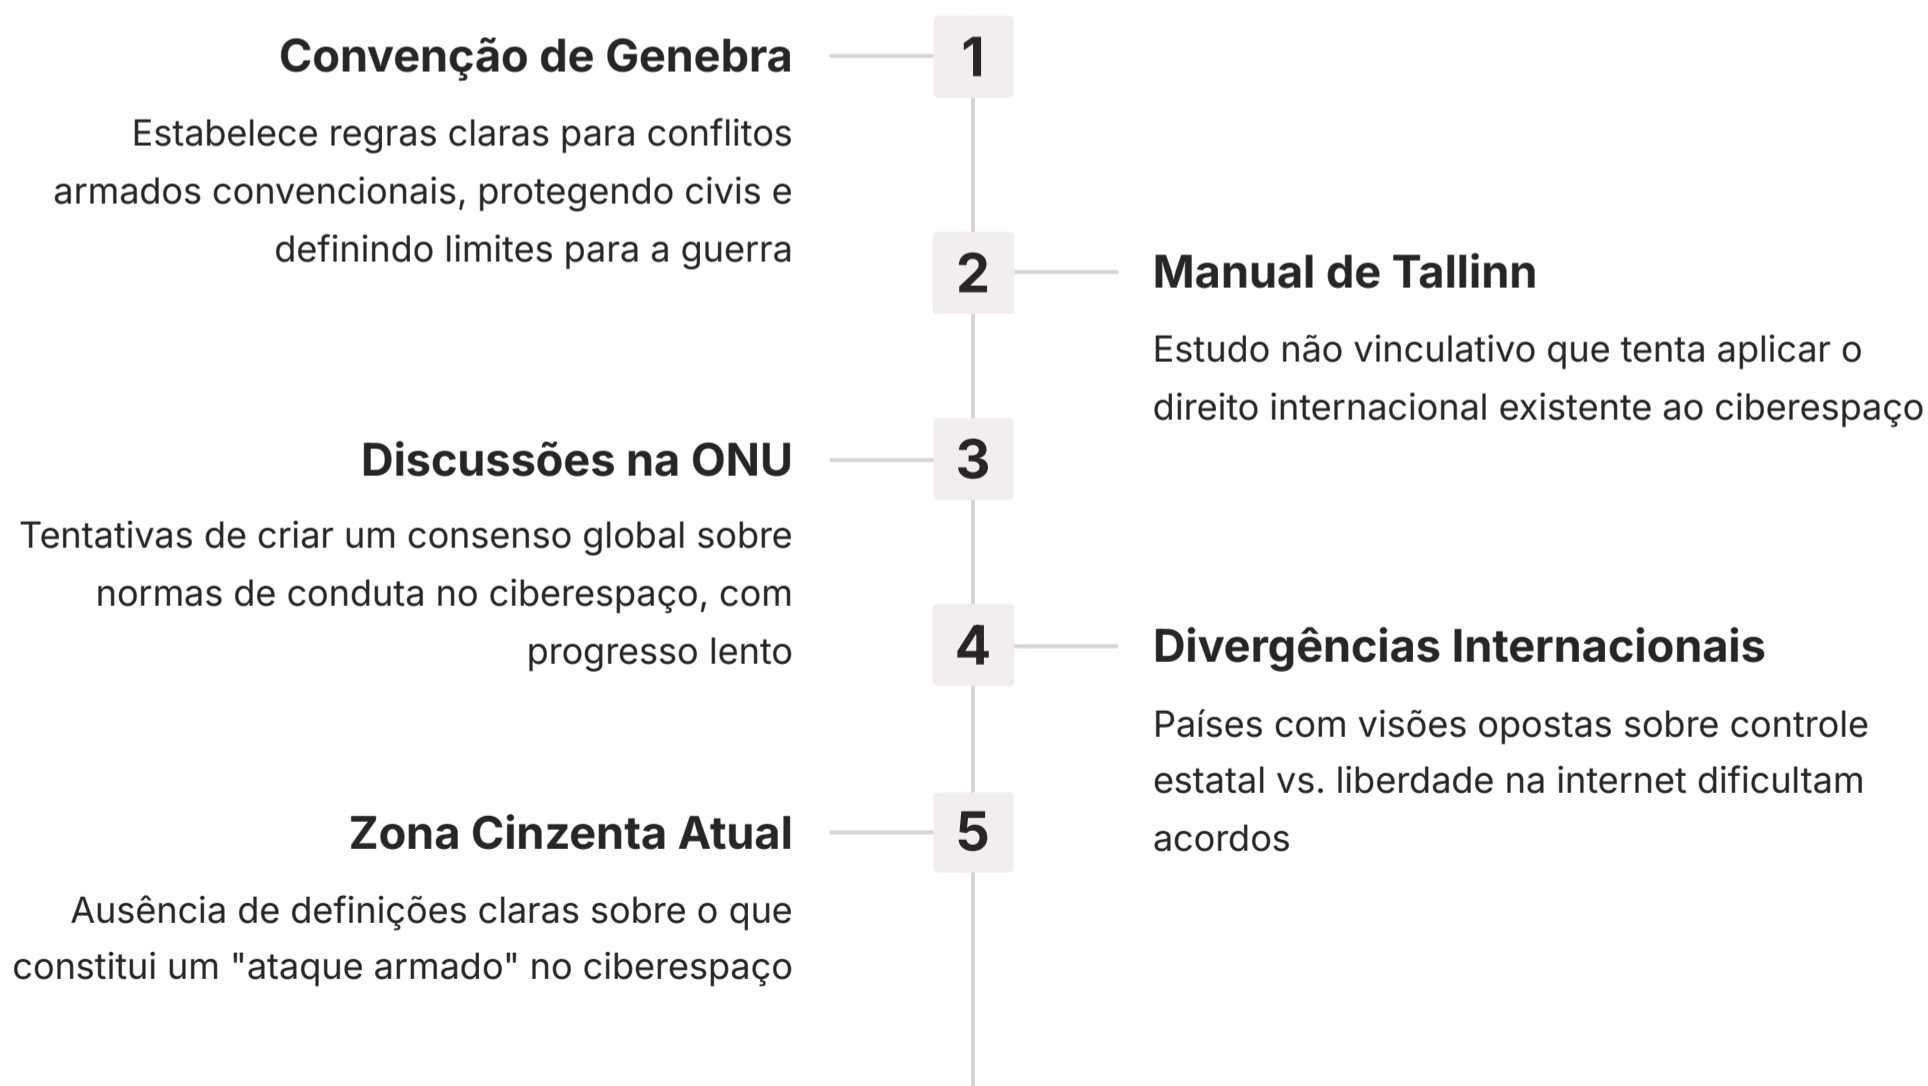 Convenção de Genebra
1
Estabelece regras claras para conflitos
armados convencionais, protegendo civis e
definindo limites para a guerra
2
Manual de Tallinn
Estudo não vinculativo que tenta aplicar o
direito internacional existente ao ciberespaço
Discussões na ONU
3
Tentativas de criar um consenso global sobre
normas de conduta no ciberespaço, com
progresso lento
4
Divergências Internacionais
Países com visões opostas sobre controle
estatal vs. liberdade na internet dificultam
acordos
Zona Cinzenta Atual
5
Ausência de definições claras sobre o que
constitui um "ataque armado" no ciberespaço